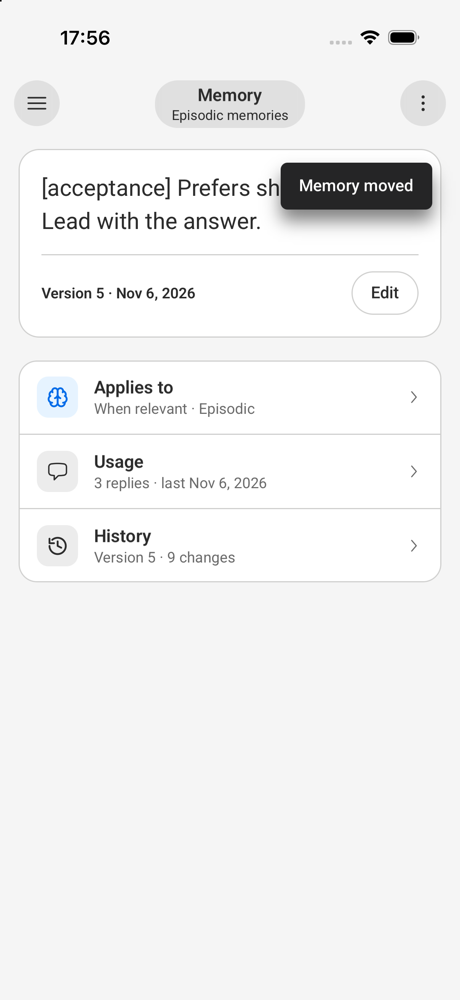 17:56
Memory
Episodic memories
[acceptance] Prefers
Memory moved
Lead with the answer.
Version 5 · Nov 6, 2026
Edit
Applies to
When relevant · Episodic
Usage
3 replies · last Nov 6, 2026
History
Version 5 · 9 changes